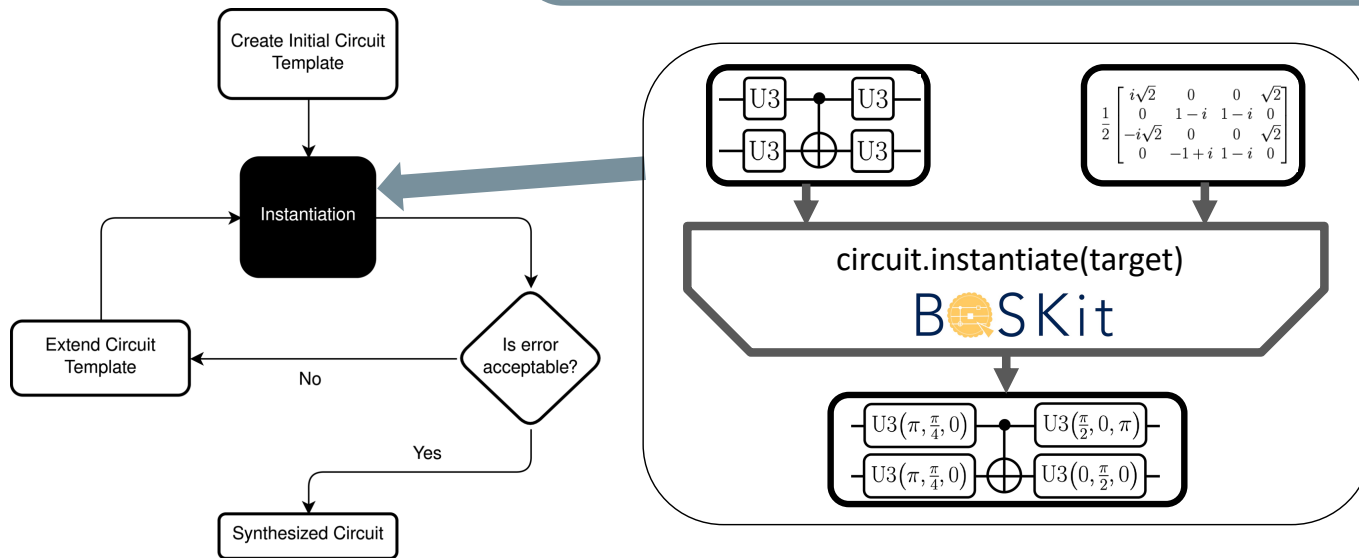 Create Initial Circuit
Template
Instantiation
Extend Circuit
Template
Is error
acceptable?
No
Yes
Synthesized Circuit
U3 U3
U3 U3
1/2 [i√2 0 0 √2
0 1−i 1−i 0
−i√2 0 0 √2
0 −1+i 1−i 0]
circuit.instantiate(target)
BQSKit
U3(π, π/4, 0) U3(π/2, 0, π)
U3(π, π/4, 0) U3(0, π/2, 0)